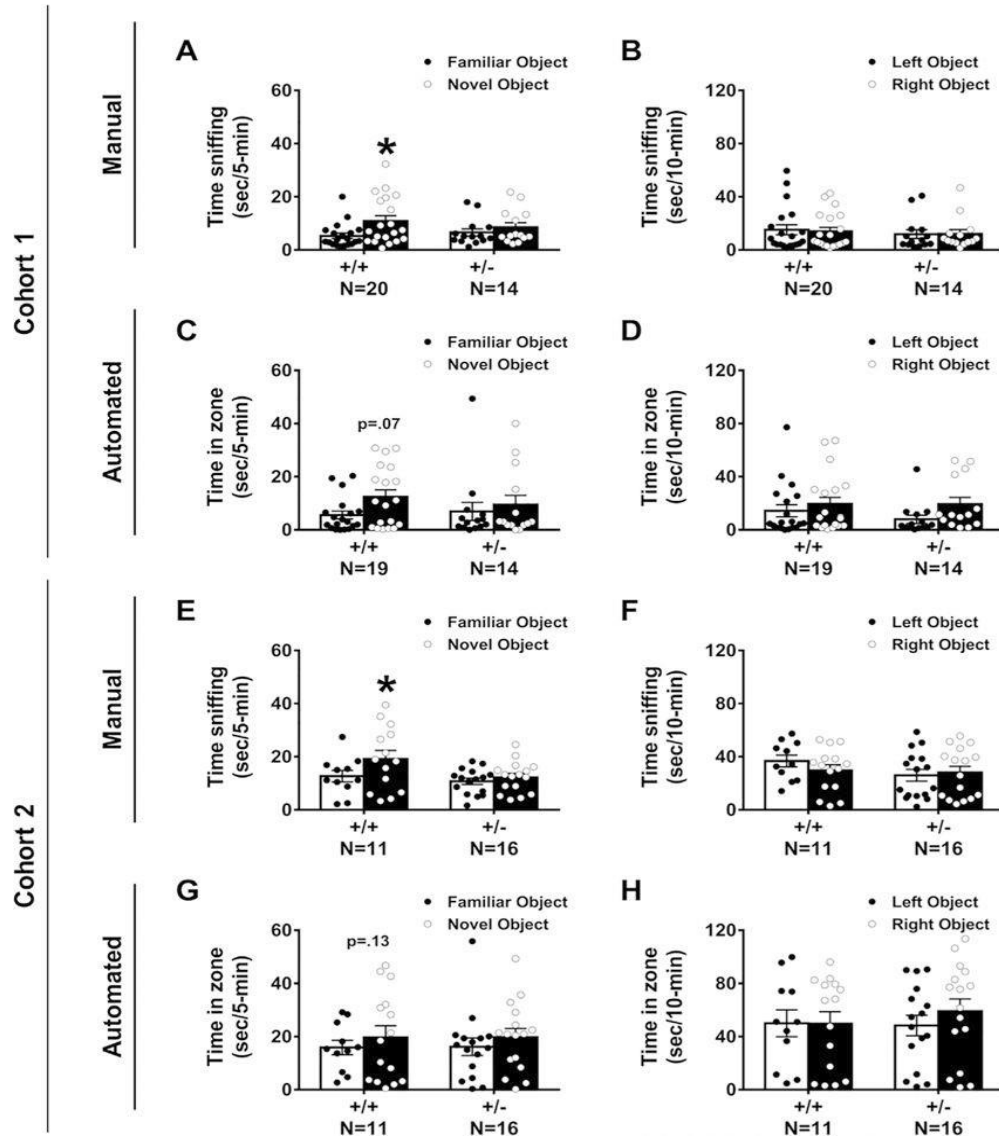 Cohort 1
Manual
A
Familiar Object
Novel Object
Time sniffing
(sec/5-min)
60
40
20
0
*
+/+
N=20
+/-
N=14
B
Left Object
Right Object
Time sniffing
(sec/10-min)
120
80
40
0
+/+
N=20
+/-
N=14
Automated
C
Familiar Object
Novel Object
Time in zone
(sec/5-min)
60
40
20
0
p=.07
+/+
N=19
+/-
N=14
D
Left Object
Right Object
Time in zone
(sec/10-min)
120
80
40
0
+/+
N=19
+/-
N=14
Cohort 2
Manual
E
Familiar Object
Novel Object
Time sniffing
(sec/5-min)
60
40
20
0
*
+/+
N=11
+/-
N=16
F
Left Object
Right Object
Time sniffing
(sec/10-min)
120
80
40
0
+/+
N=11
+/-
N=16
Automated
G
Familiar Object
Novel Object
Time in zone
(sec/5-min)
60
40
20
0
p=.13
+/+
N=11
+/-
N=16
H
Left Object
Right Object
Time in zone
(sec/10-min)
120
80
40
0
+/+
N=11
+/-
N=16